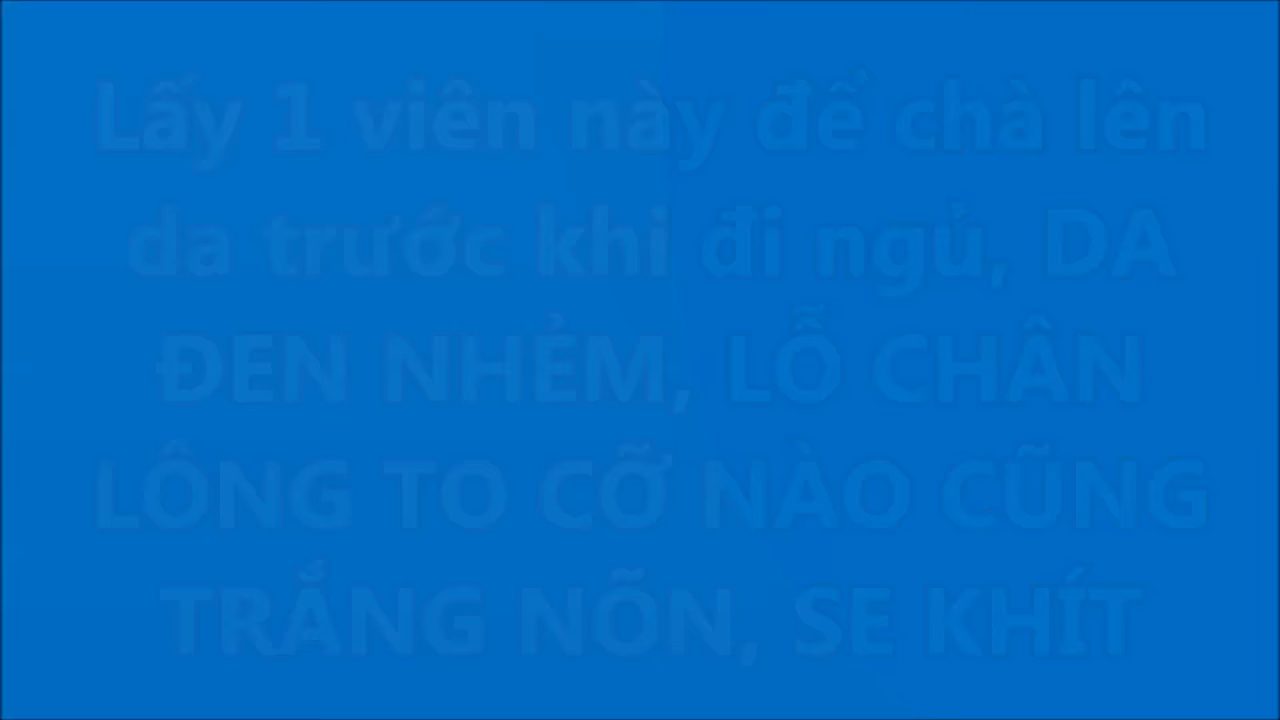 Lấy 1 viên này để chà lên
da trước khi đi ngủ, DA
ĐEN NHẺM, LỖ CHÂN
LÔNG TO CỠ NÀO CŨNG
TRẮNG NÕN, SE KHÍT